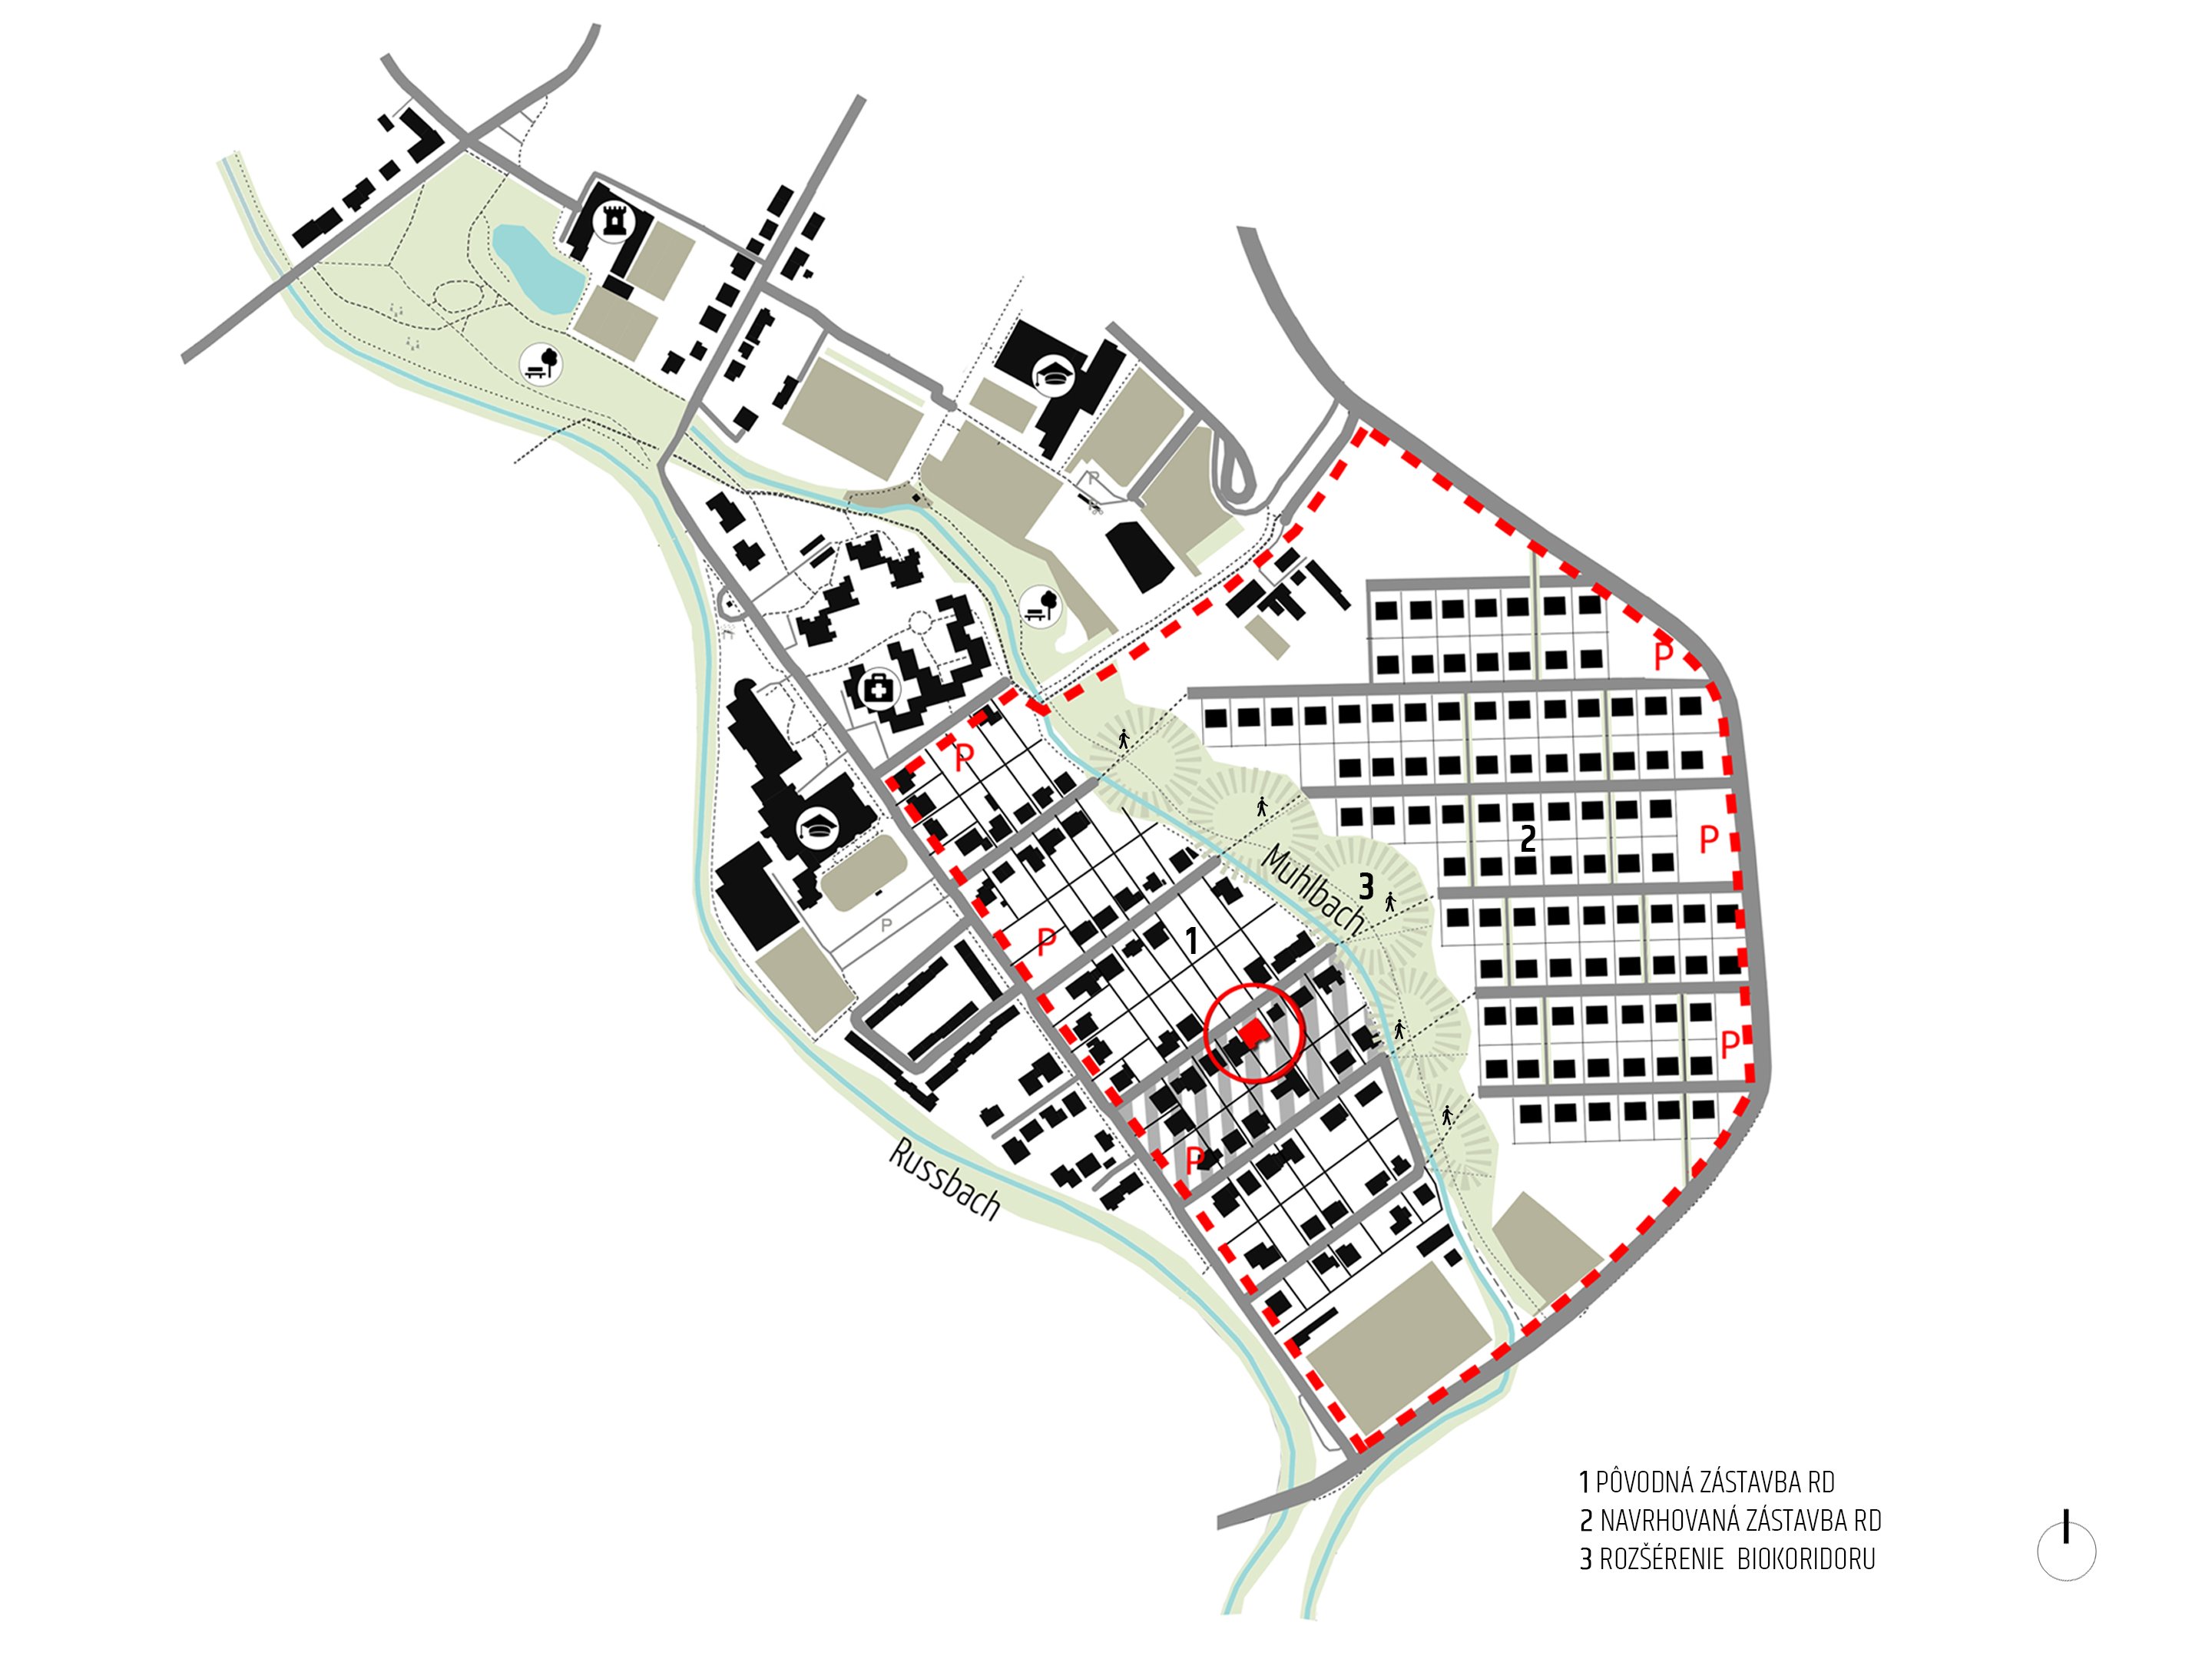 P
P
P
2
P
3
Muhlbach
P
1
P
P
P
P
Russbach
1 PÔVODNÁ ZÁSTAVBA RD
2 NAVRHOVANÁ ZÁSTAVBA RD
3 ROZŠÉRENIE BIOKORIDORU